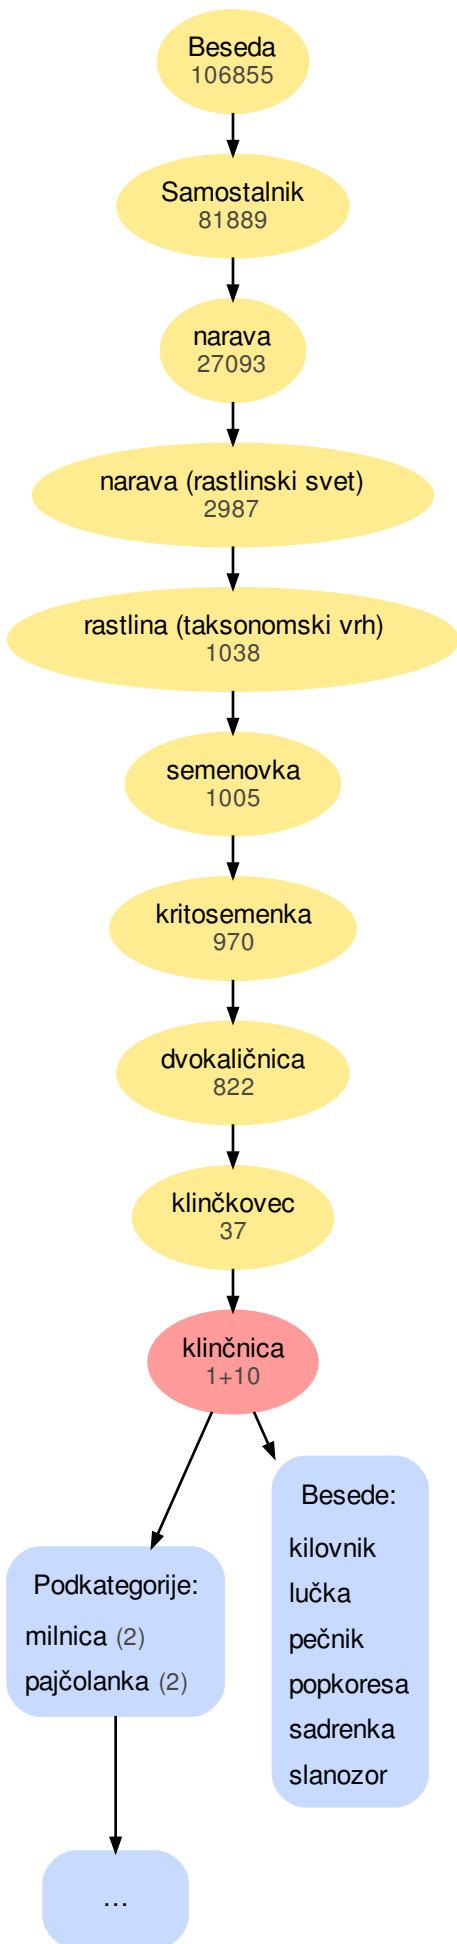 Beseda
106855
Samostalnik
81889
narava
27093
narava (rastlinski svet)
2987
rastlina (taksonomski vrh)
1038
semenovka
1005
kritosemenka
970
dvokaličnica
822
klinčkovec
37
klinčnica
1+10
Podkategorije:
milnica (2)
pajčolanka (2)
...
Besede:
kilovnik
lučka
pečnik
popkoresa
sadrenka
slanozor